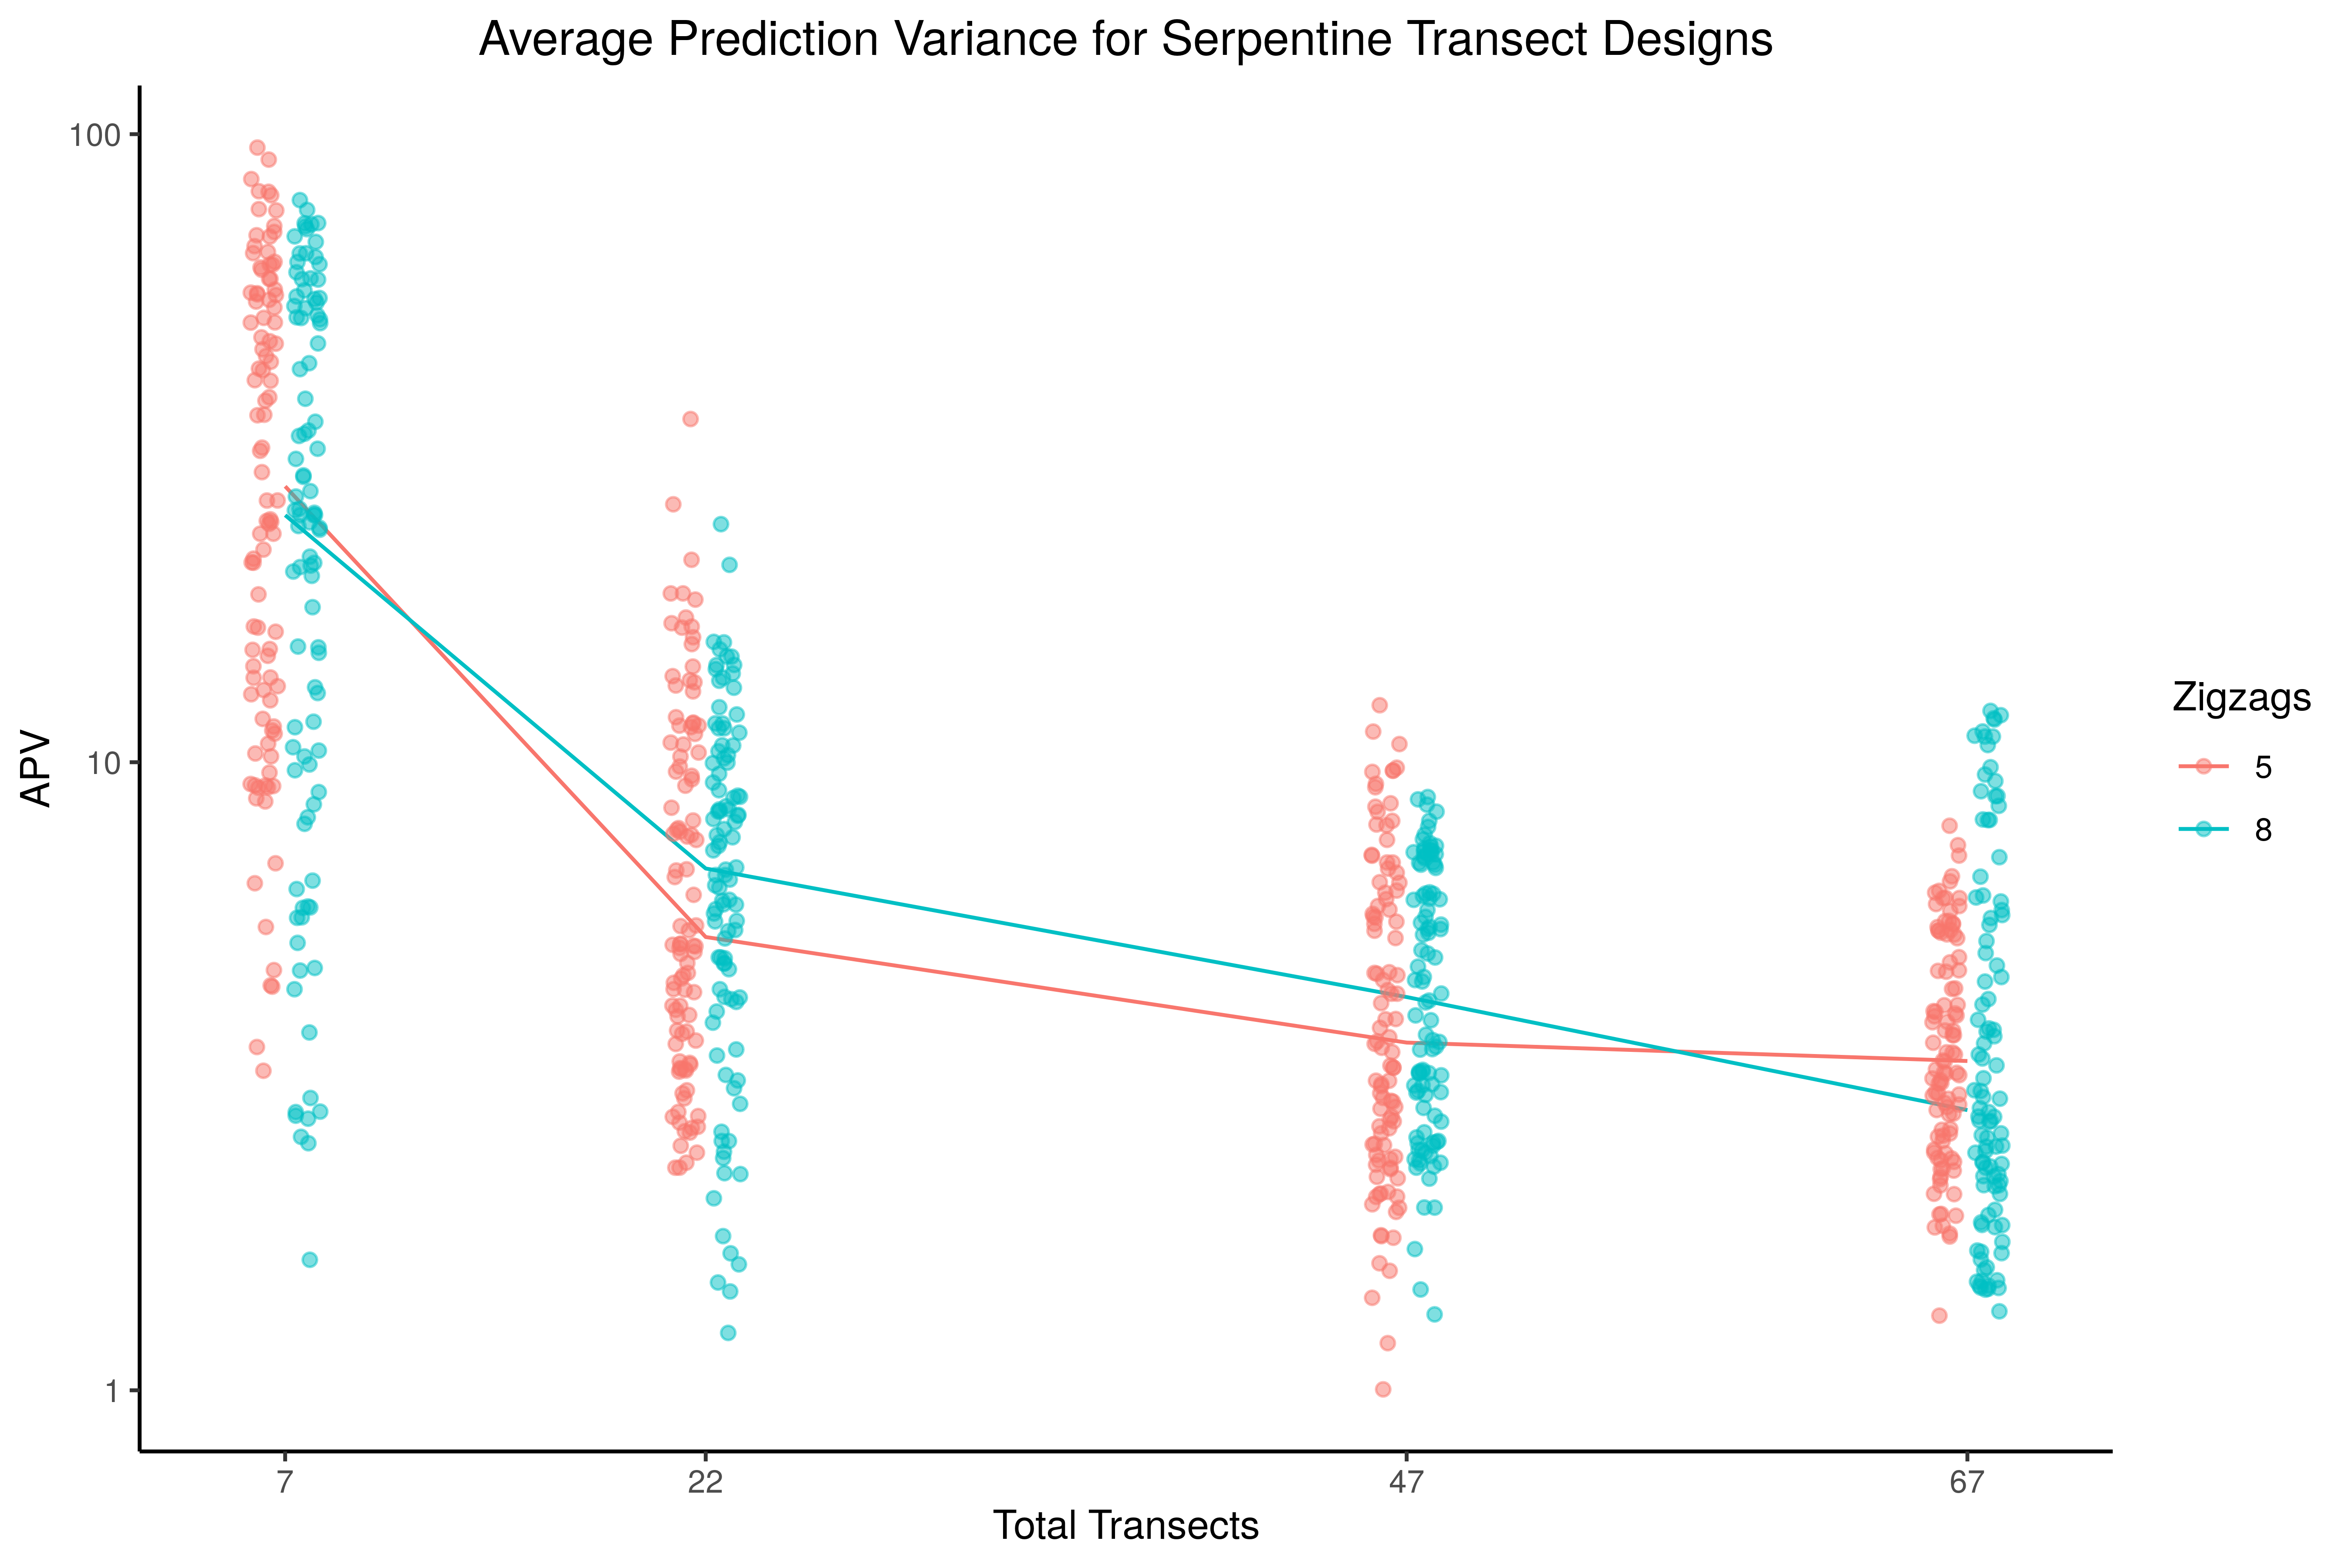 Average Prediction Variance for Serpentine Transect Designs
100
10
1
APV
7 22 47 67
Total Transects
Zigzags
5
8